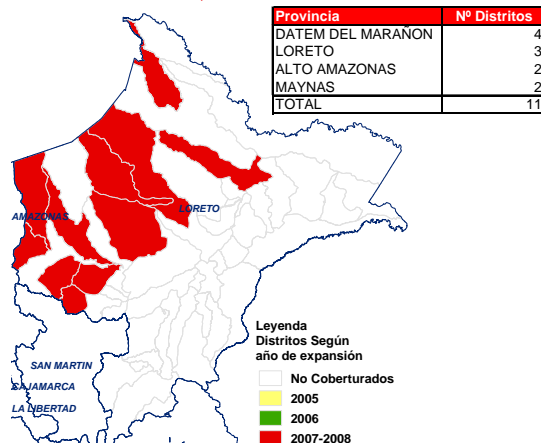 Provincia Nº Distritos
DATEM DEL MARAÑON 4
LORETO 3
ALTO AMAZONAS 2
MAYNAS 2
TOTAL 11
AMAZONAS
LORETO
SAN MARTIN
CAJAMARCA
LA LIBERTAD
Leyenda
Distritos Según
año de expansión
No Coberturados
2005
2006
2007-2008